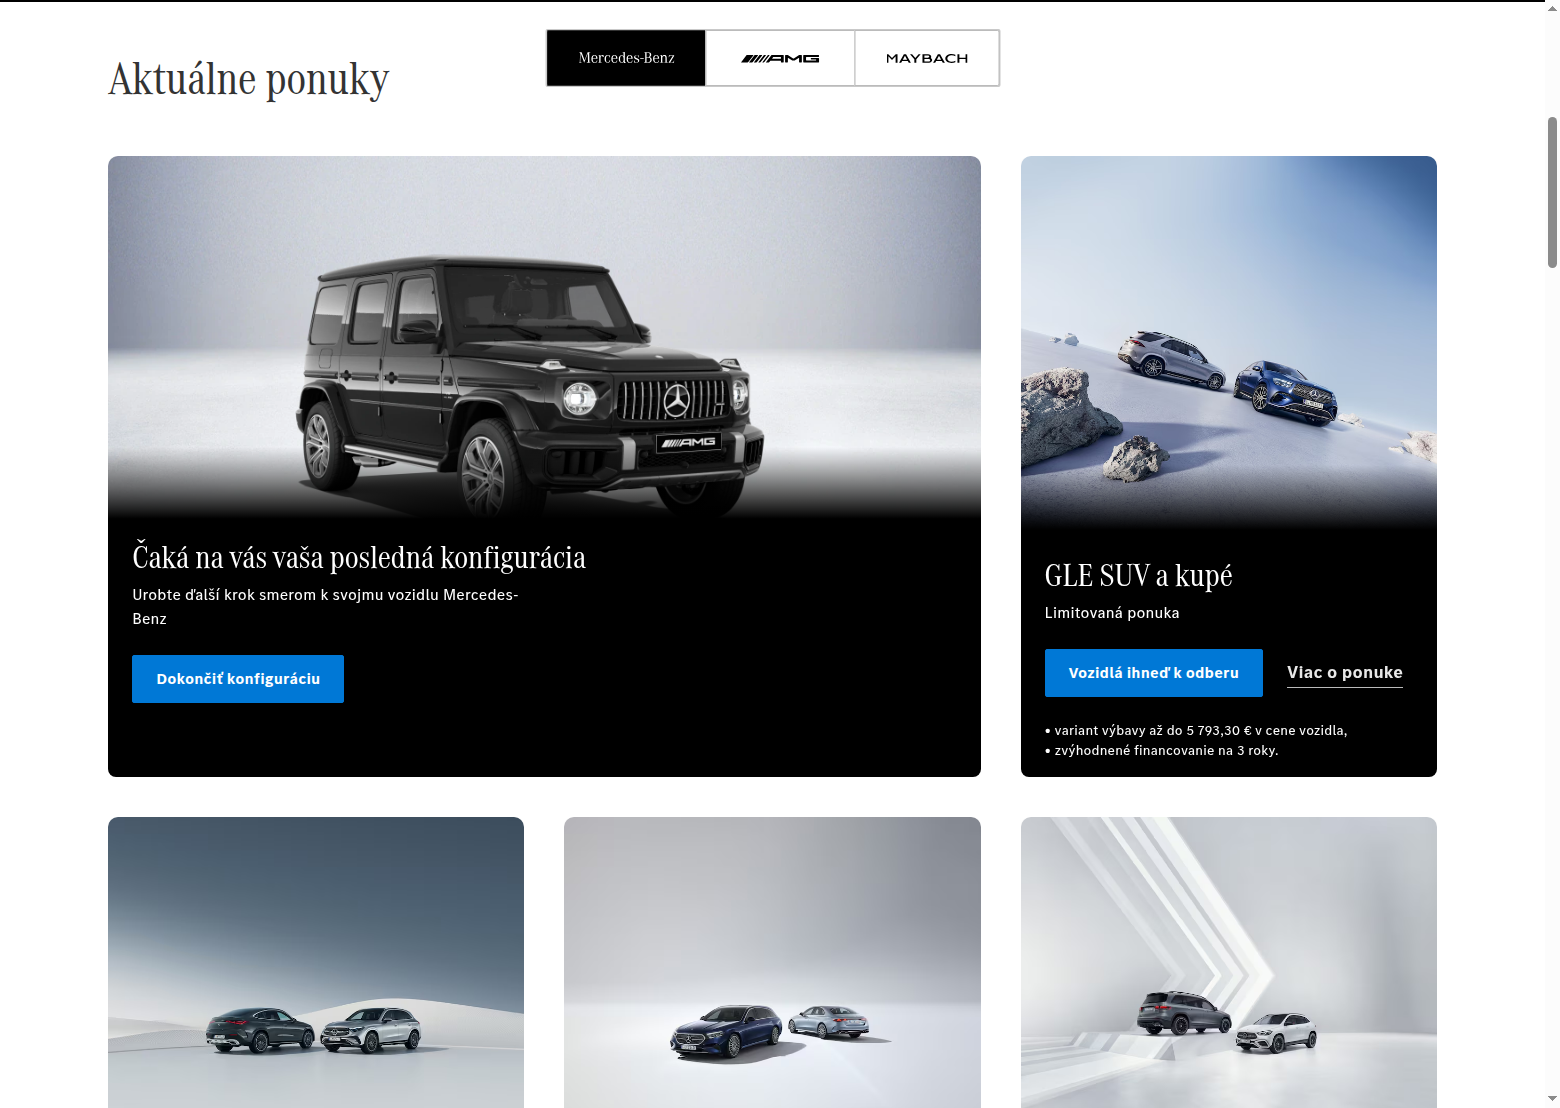 Aktuálne ponuky
Mercedes-Benz
AMG
MAYBACH
AMG
Čaká na vás vaša posledná konfigurácia
Urobte ďalší krok smerom k svojmu vozidlu Mercedes-
Benz
Dokončiť konfiguráciu
GLE SUV a kupé
Limitovaná ponuka
Vozidlá ihneď k odberu
Viac o ponuke
• variant výbavy až do 5 793,30 € v cene vozidla,
• zvýhodnené financovanie na 3 roky.